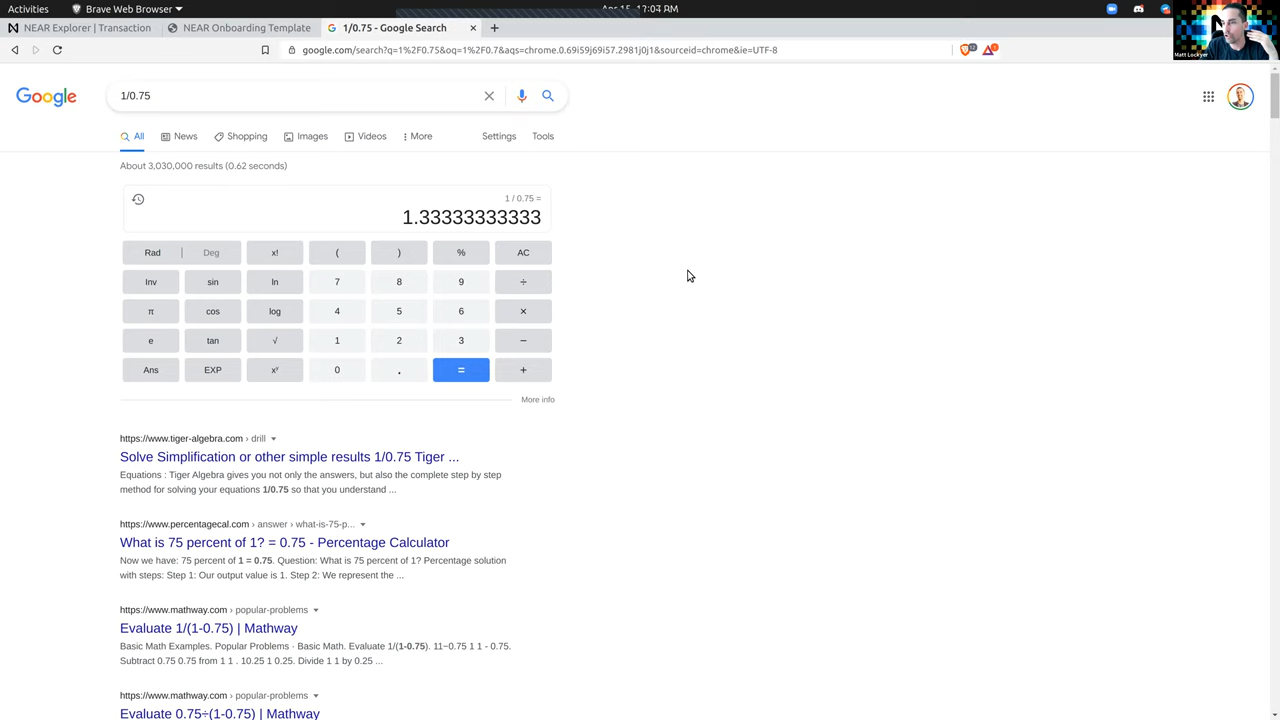 Activities
Brave Web Browser
17:04
PM
NEAR Explorer | Transaction
NEAR Onboarding Template
1/0.75 - Google Search
google.com/search?q=1%2F0.75&oq=1%2F0.7&aqs=chrome.0.69i59j69i57.2981j0j1&sourceid=chrome&ie=UTF-8
Matt Lockyer
Google
1/0.75
All
News
Shopping
Images
Videos
More
Settings
Tools
About 3,030,000 results (0.62 seconds)
1 / 0.75 =
1.33333333333
Rad | Deg x! ( ) % AC
Inv sin ln 7 8 9 ÷
π cos log 4 5 6 ×
e tan √ 1 2 3 −
Ans EXP xʸ 0 . = +
More info
https://www.tiger-algebra.com › drill
Solve Simplification or other simple results 1/0.75 Tiger ...
Equations : Tiger Algebra gives you not only the answers, but also the complete step by step
method for solving your equations 1/0.75 so that you understand ...
https://www.percentagecal.com › answer › what-is-75-p...
What is 75 percent of 1? = 0.75 - Percentage Calculator
Now we have: 75 percent of 1 = 0.75. Question: What is 75 percent of 1? Percentage solution
with steps: Step 1: Our output value is 1. Step 2: We represent the ...
https://www.mathway.com › popular-problems
Evaluate 1/(1-0.75) | Mathway
Basic Math Examples. Popular Problems · Basic Math. Evaluate 1/(1-0.75). 11−0.75 1 1 - 0.75.
Subtract 0.75 0.75 from 1 1 . 10.25 1 0.25. Divide 1 1 by 0.25 ...
https://www.mathway.com › popular-problems
Evaluate 0.75÷(1-0.75) | Mathway